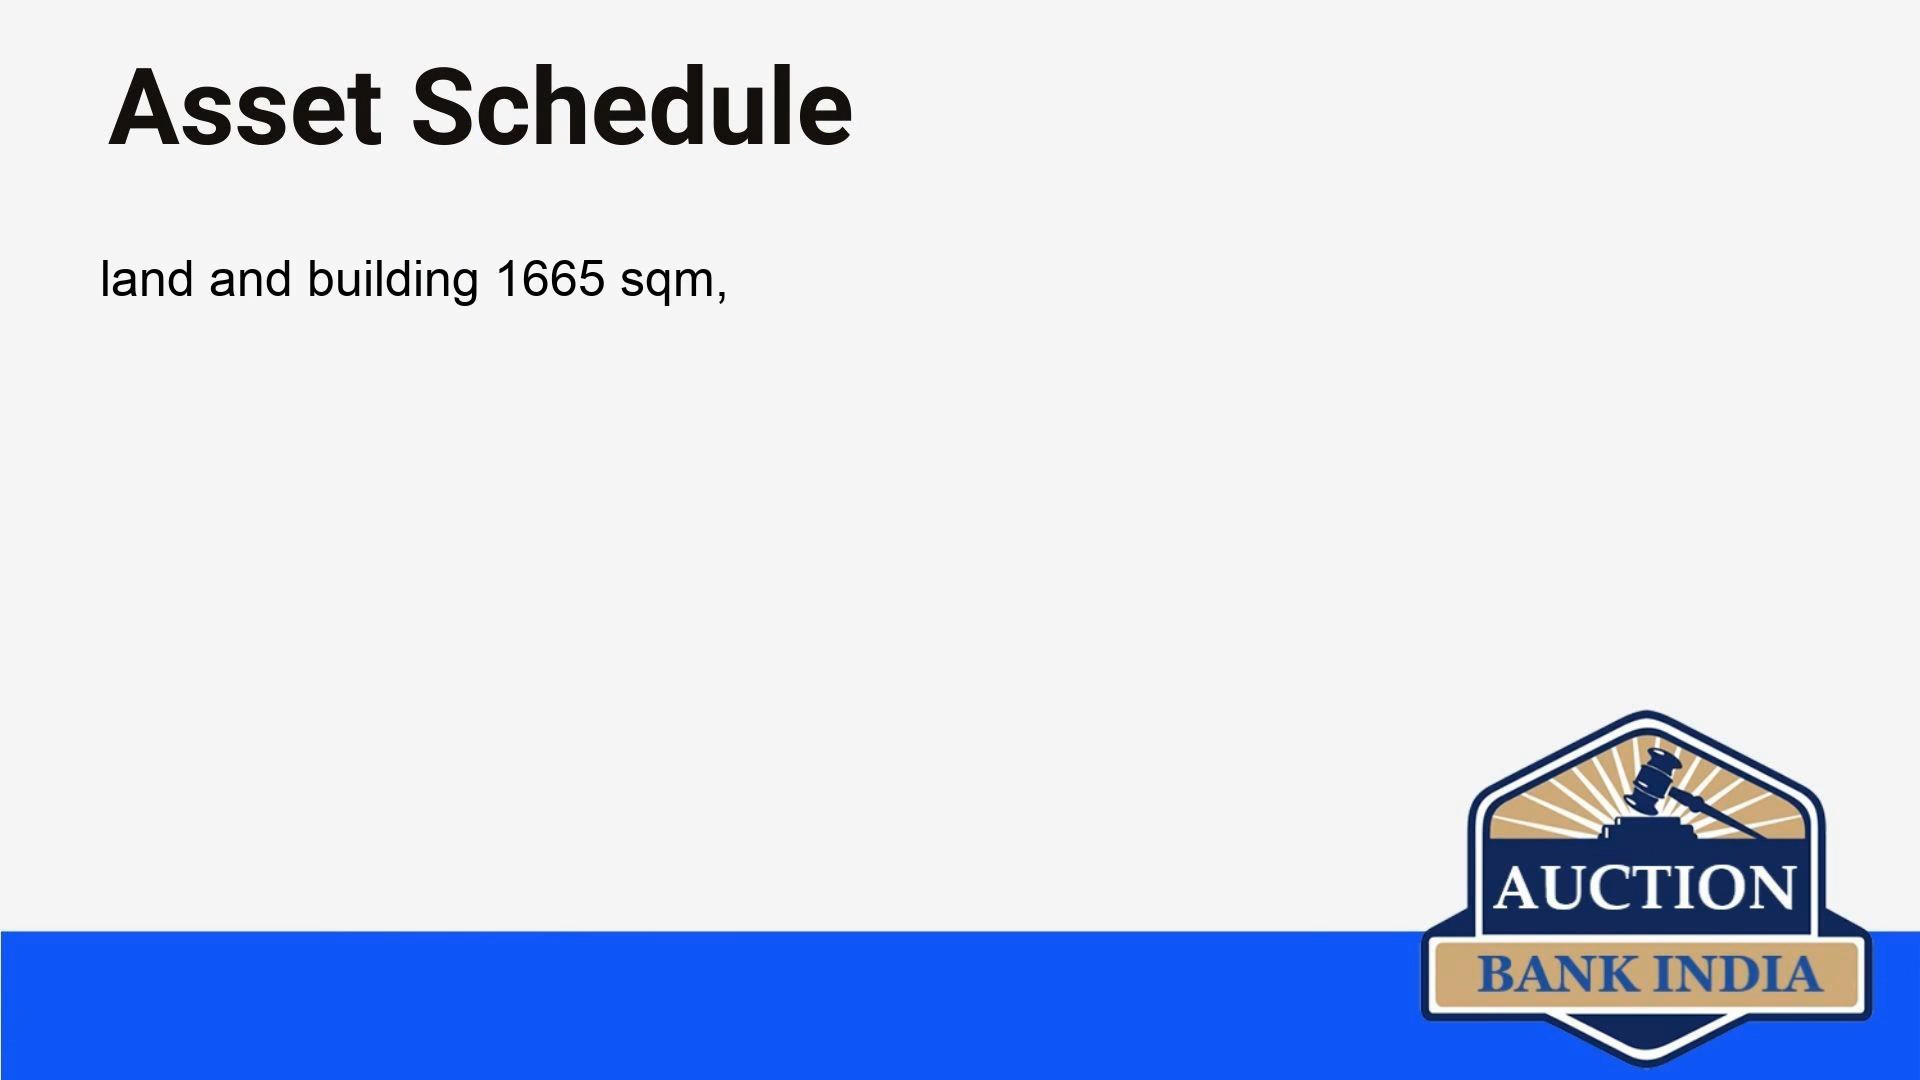 Asset Schedule
land and building 1665 sqm,
AUCTION
BANK INDIA